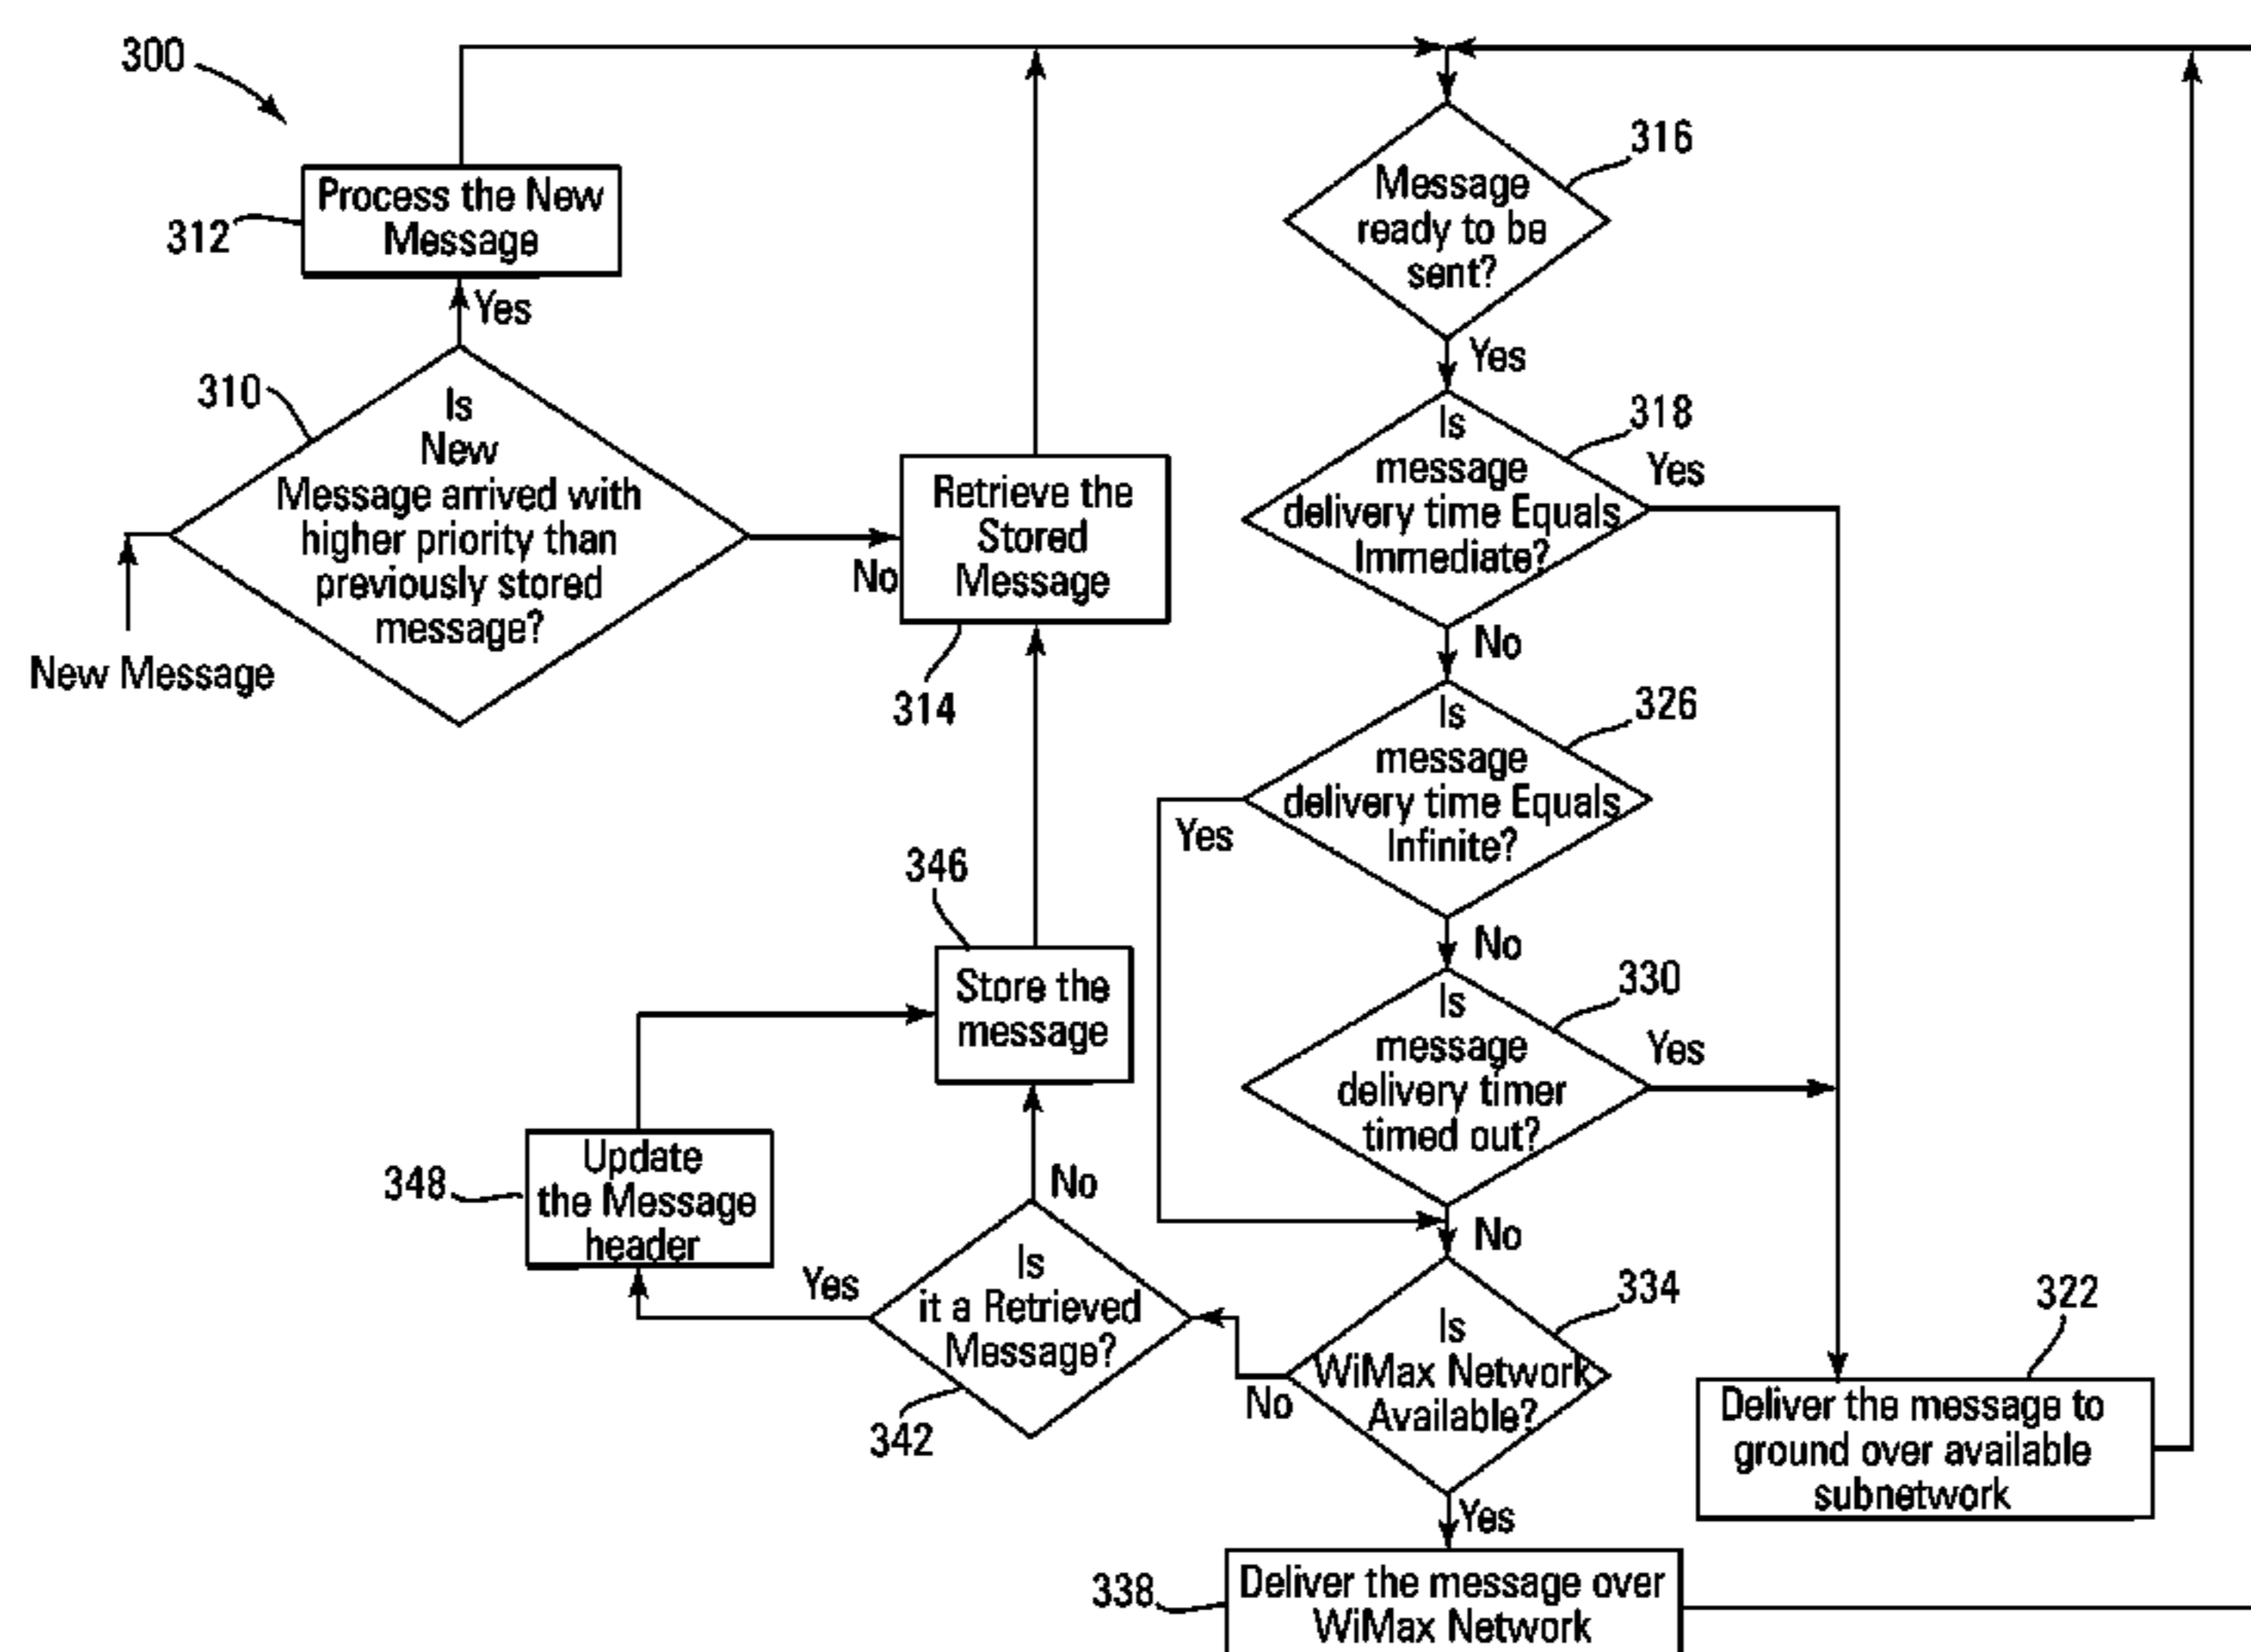 300
Process the New
Message
312
Yes
310
Is
New
Message arrived with
higher priority than
previously stored
message?
New Message
No
Retrieve the
Stored
Message
314
Message
ready to be
sent?
316
Yes
Is
message
delivery time Equals
Immediate?
318
Yes
No
Is
message
delivery time Equals
Infinite?
326
Yes
No
Is
message
delivery timer
timed out?
330
Yes
No
346
Store the
message
348
Update
the Message
header
No
Yes
Is
it a Retrieved
Message?
342
Is
WiMax Network
Available?
334
No
Yes
322
Deliver the message to
ground over available
subnetwork
338
Deliver the message over
WiMax Network